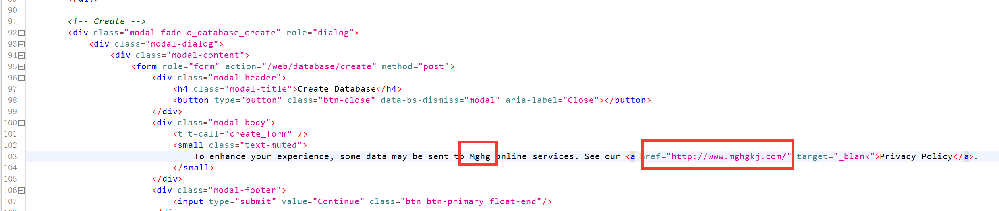 89 </div>
90
91 <!-- Create -->
92 <div class="modal fade o_database_create" role="dialog">
93 <div class="modal-dialog">
94 <div class="modal-content">
95 <form role="form" action="/web/database/create" method="post">
96 <div class="modal-header">
97 <h4 class="modal-title">Create Database</h4>
98 <button type="button" class="btn-close" data-bs-dismiss="modal" aria-label="Close"></button>
99 </div>
100 <div class="modal-body">
101 <t t-call="create_form" />
102 <small class="text-muted">
103 To enhance your experience, some data may be sent to Mghg online services. See our <a href="http://www.mghgkj.com/" target="_blank">Privacy Policy</a>.
104 </small>
105 </div>
106 <div class="modal-footer">
107 <input type="submit" value="Continue" class="btn btn-primary float-end"/>
108 </div>